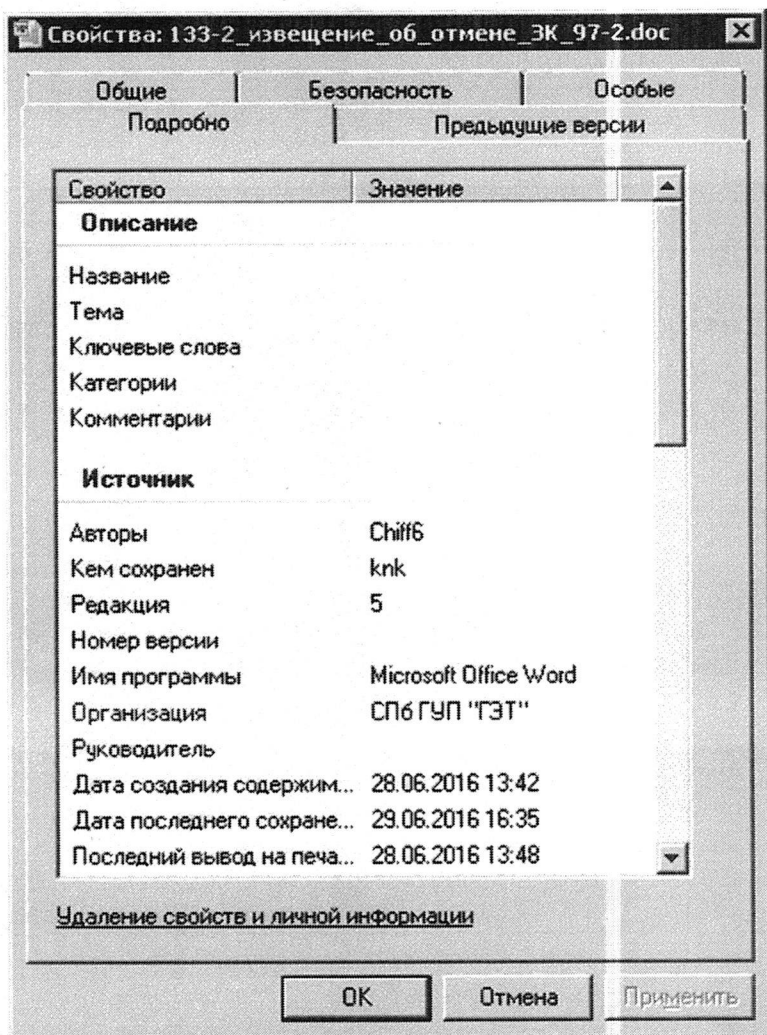 Свойства: 133-2_извещение_об_отмене_ЗК_97-2.doc
Общие Безопасность Особые
Подробно Предыдущие версии
Свойство Значение
Описание
Название
Тема
Ключевые слова
Категории
Комментарии
Источник
Авторы Chiff6
Кем сохранен knk
Редакция 5
Номер версии
Имя программы Microsoft Office Word
Организация СПб ГУП "ГЭТ"
Руководитель
Дата создания содержим... 28.06.2016 13:42
Дата последнего сохране... 29.06.2016 16:35
Последний вывод на печа... 28.06.2016 13:48
Удаление свойств и личной информации
ОК Отмена Применить